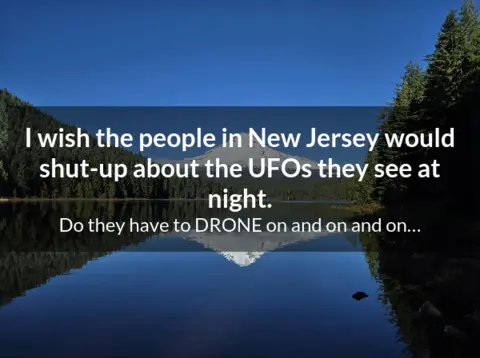 I wish the people in New Jersey would
shut-up about the UFOs they see at
night.
Do they have to DRONE on and on and on...